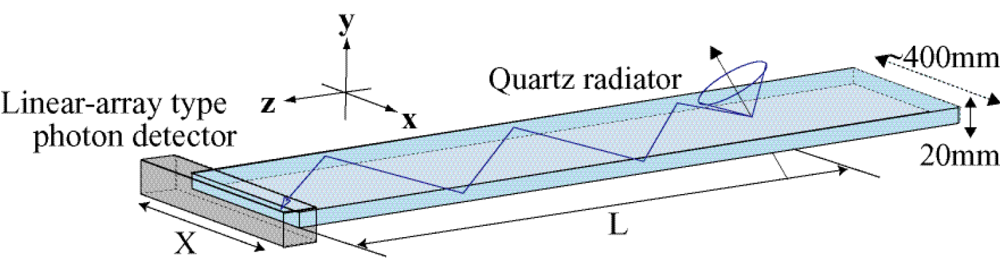 y
z
x
Linear-array type
photon detector
Quartz radiator
~400mm
20mm
X
L